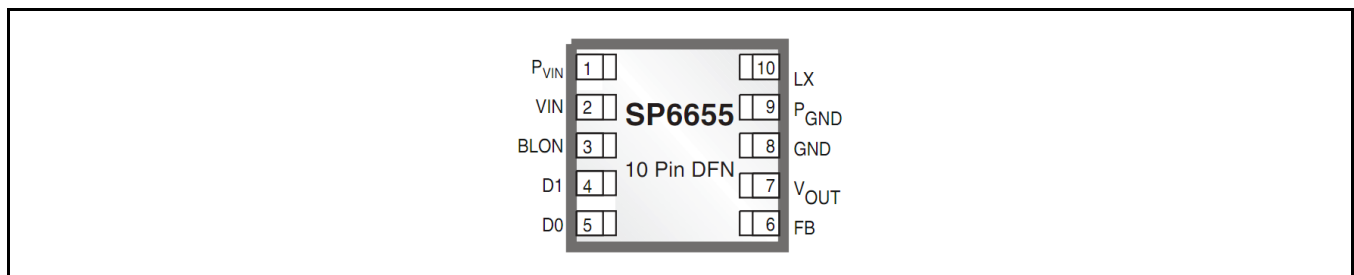 PVIN 1
VIN 2
BLON 3
D1 4
D0 5
SP6655
10 Pin DFN
10 LX
9 PGND
8 GND
7 VOUT
6 FB